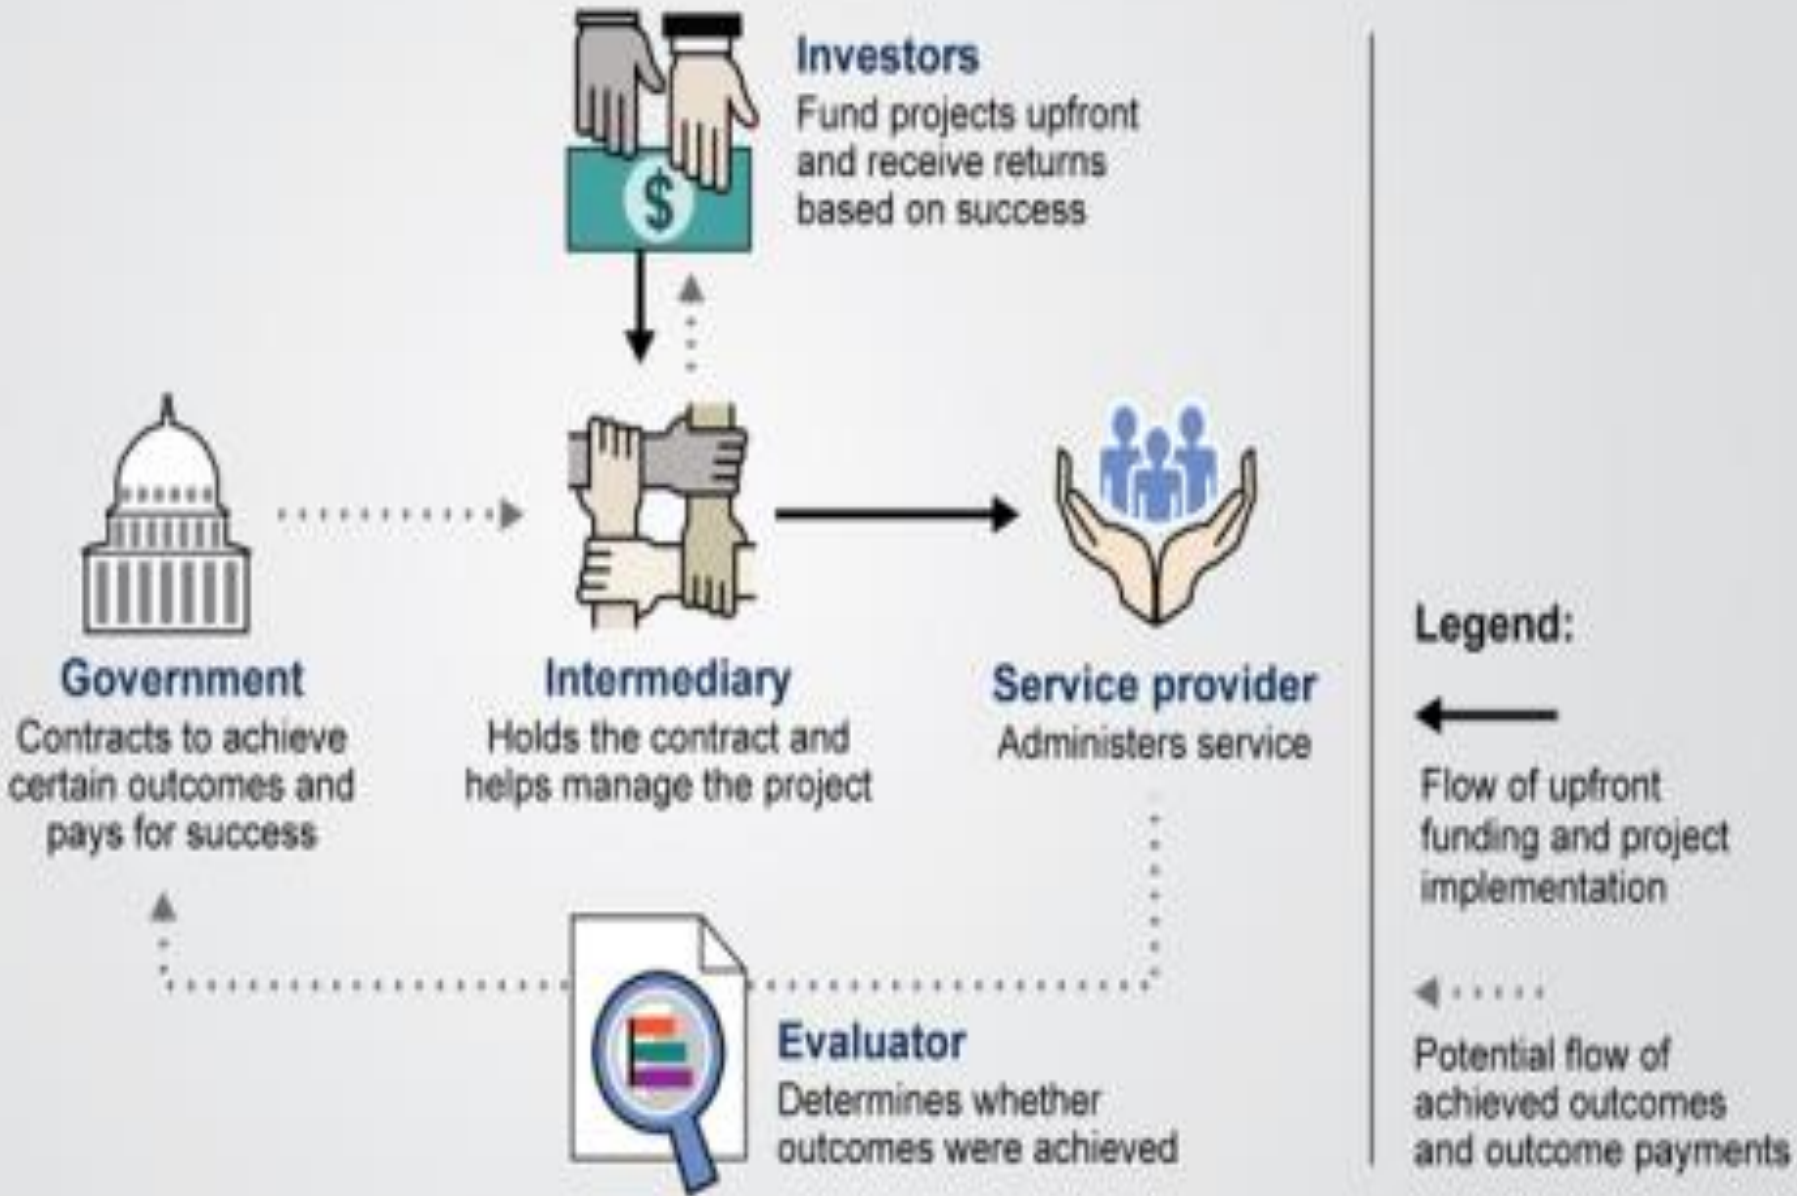 Investors
Fund projects upfront
and receive returns
based on success
$
Government
Contracts to achieve
certain outcomes and
pays for success
Intermediary
Holds the contract and
helps manage the project
Service provider
Administers service
Evaluator
Determines whether
outcomes were achieved
Legend:
Flow of upfront
funding and project
implementation
Potential flow of
achieved outcomes
and outcome payments